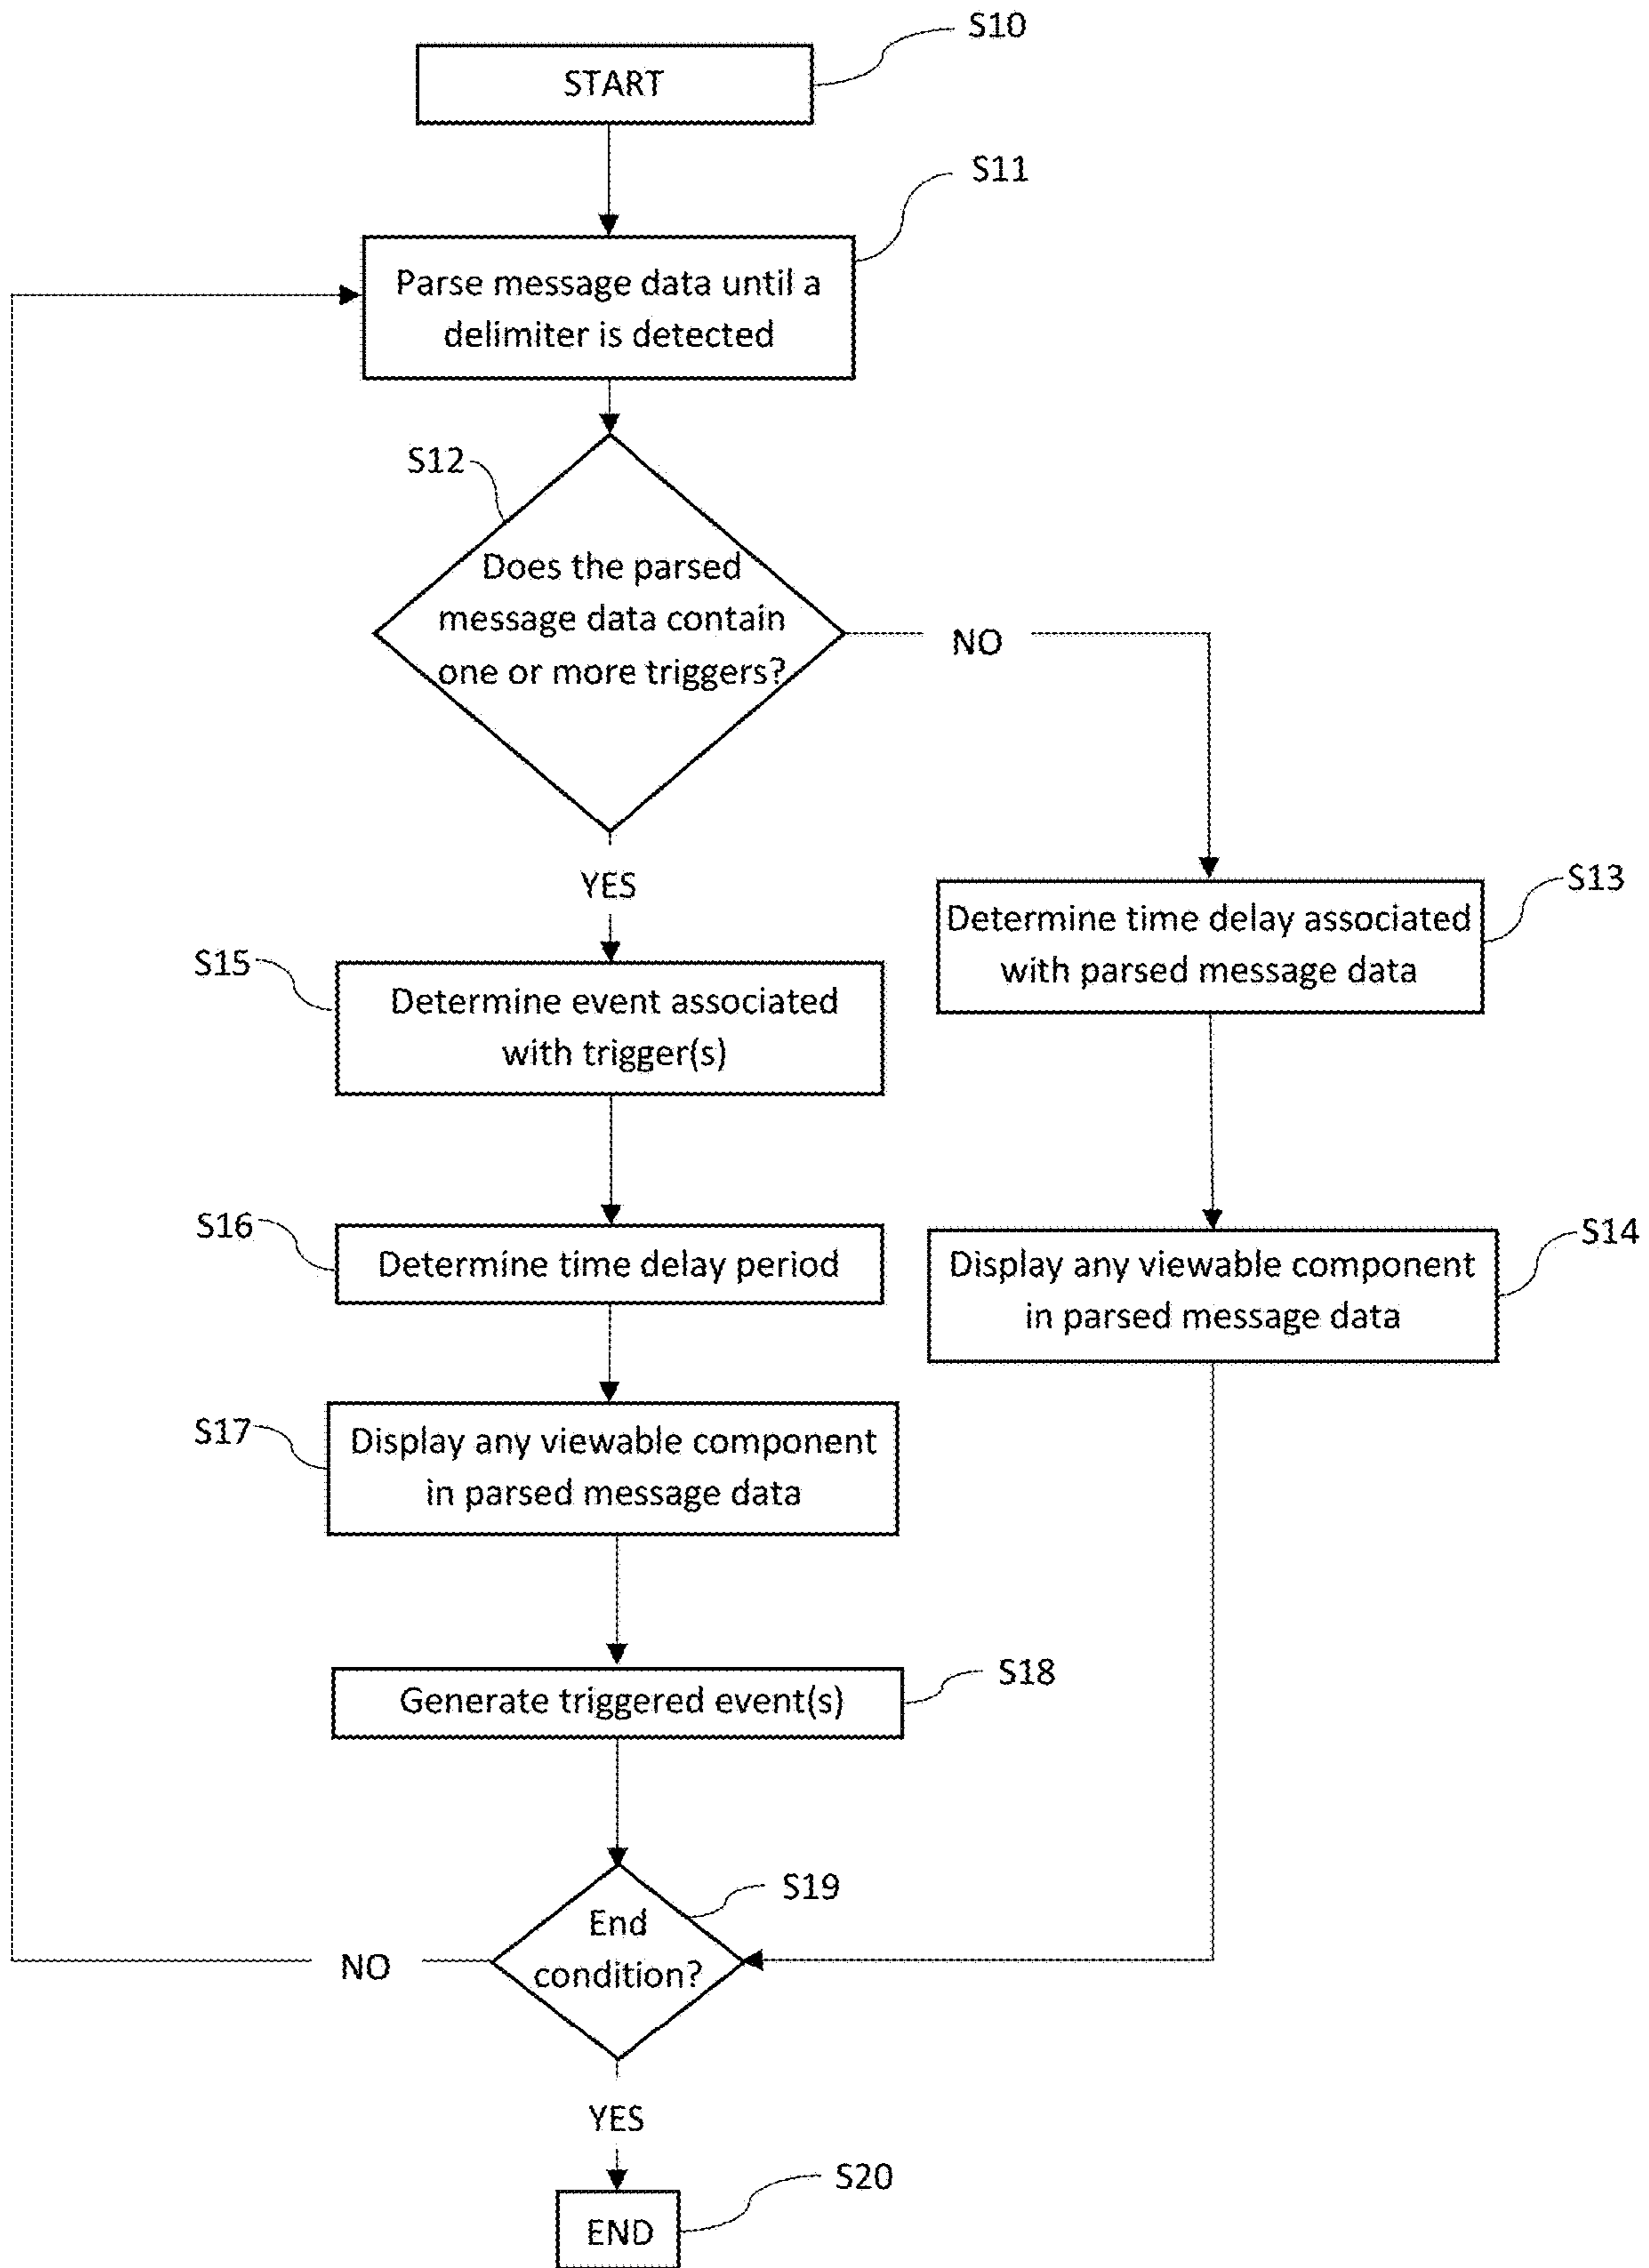 S10
START
S11
Parse message data until a
delimiter is detected
S12
Does the parsed
message data contain
one or more triggers?
NO
YES
S13
Determine time delay associated
with parsed message data
S15
Determine event associated
with trigger(s)
S16
Determine time delay period
S14
Display any viewable component
in parsed message data
S17
Display any viewable component
in parsed message data
S18
Generate triggered event(s)
S19
End
condition?
NO
YES
S20
END